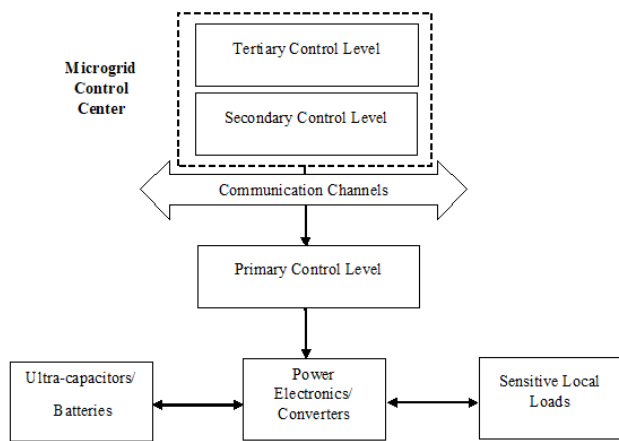 Tertiary Control Level
Microgrid
Control
Center
Secondary Control Level
Communication Channels
Primary Control Level
Ultra-capacitors/
Batteries
Power
Electronics/
Converters
Sensitive Local
Loads